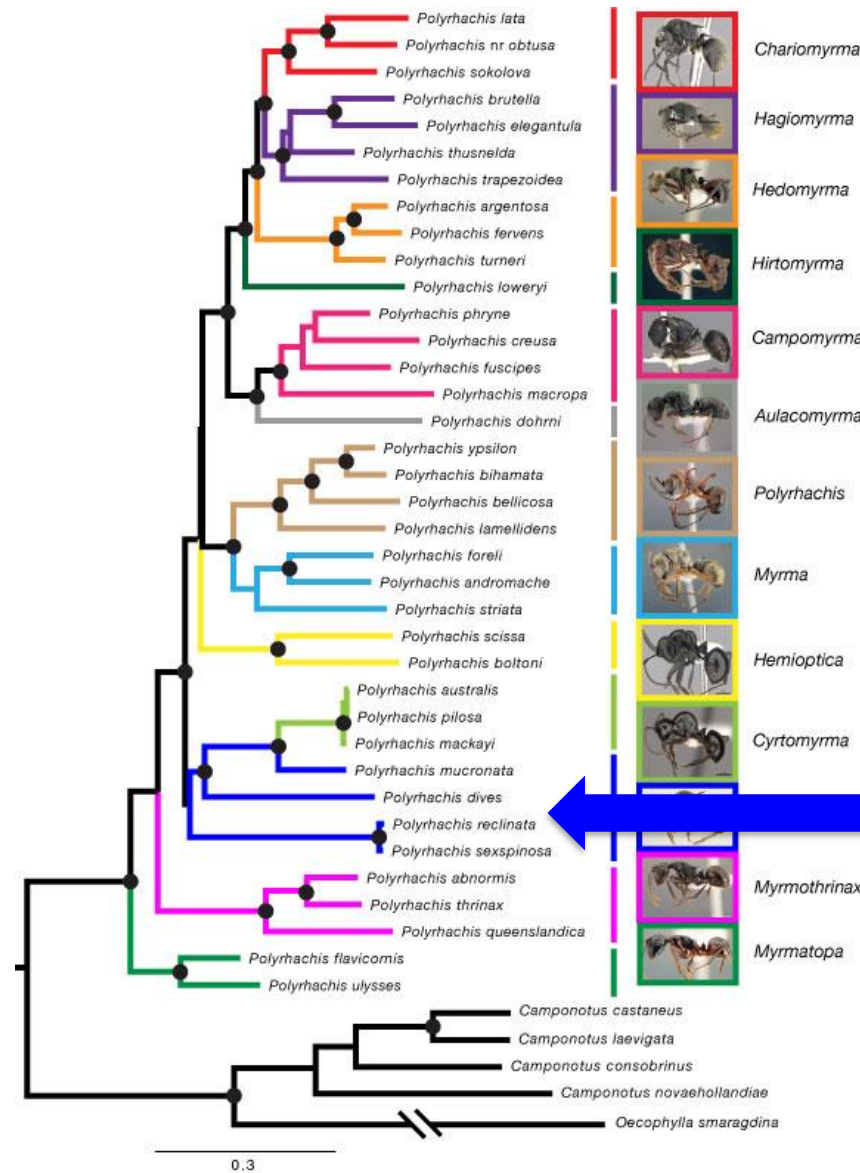 Polyrhachis lata
Polyrhachis nr obtusa
Polyrhachis sokolova
Polyrhachis brutella
Polyrhachis elegantula
Polyrhachis thusnelda
Polyrhachis trapezoidea
Polyrhachis argentosa
Polyrhachis fervens
Polyrhachis turneri
Polyrhachis loweryi
Polyrhachis phryne
Polyrhachis creusa
Polyrhachis fuscipes
Polyrhachis macropa
Polyrhachis dohrni
Polyrhachis ypsilon
Polyrhachis bihamata
Polyrhachis bellicosa
Polyrhachis lamellidens
Polyrhachis foreli
Polyrhachis andromache
Polyrhachis striata
Polyrhachis scissa
Polyrhachis boltoni
Polyrhachis australis
Polyrhachis pilosa
Polyrhachis mackayi
Polyrhachis mucronata
Polyrhachis dives
Polyrhachis reclinata
Polyrhachis sexspinosa
Polyrhachis abnormis
Polyrhachis thrinax
Polyrhachis queenslandica
Polyrhachis flavicornis
Polyrhachis ulysses
Camponotus castaneus
Camponotus laevigata
Camponotus consobrinus
Camponotus novaehollandiae
Oecophylla smaragdina
0.3
Chariomyrma
Hagiomyrma
Hedomyrma
Hirtomyrma
Campomyrma
Aulacomyrma
Polyrhachis
Myrma
Hemioptica
Cyrtomyrma
Myrmothrinax
Myrmatopa